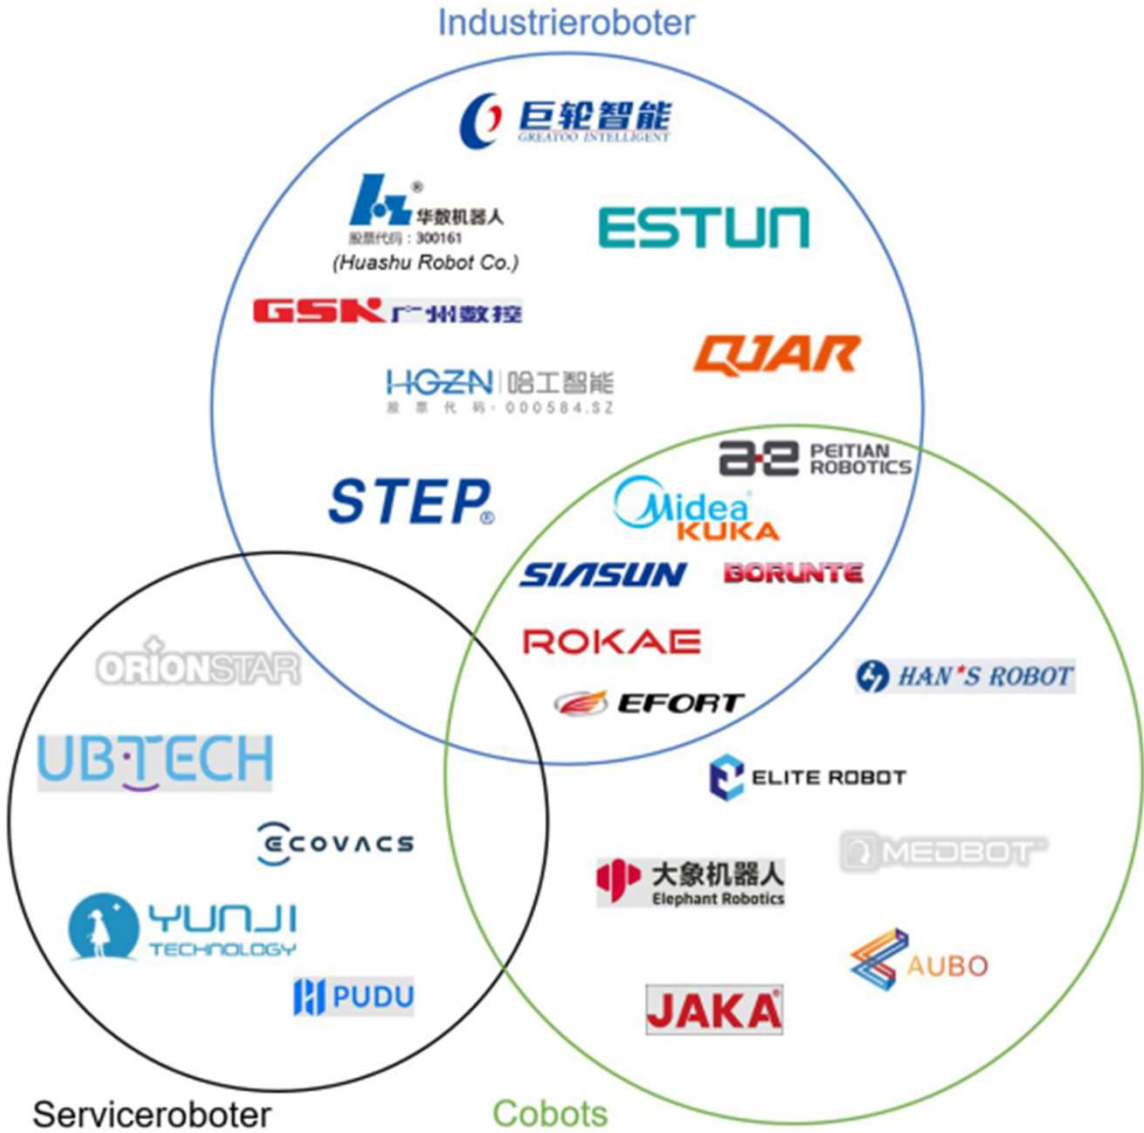 Industrieroboter
巨轮智能
GREATOO INTELLIGENT
®
华数机器人
股票代码：300161
(Huashu Robot Co.)
ESTUN
GSK 广州数控
QJAR
HGZN 哈工智能
股 票 代 码 · 000584.SZ
PEITIAN
ROBOTICS
STEP®
Midea
KUKA
SIASUN
BORUNTE
ROKAE
ORIONSTAR
HAN*S ROBOT
EFORT
UBTECH
ELITE ROBOT
ECOVACS
MEDBOT
大象机器人
Elephant Robotics
YUNJI
TECHNOLOGY
AUBO
PUDU
JAKA®
Serviceroboter
Cobots